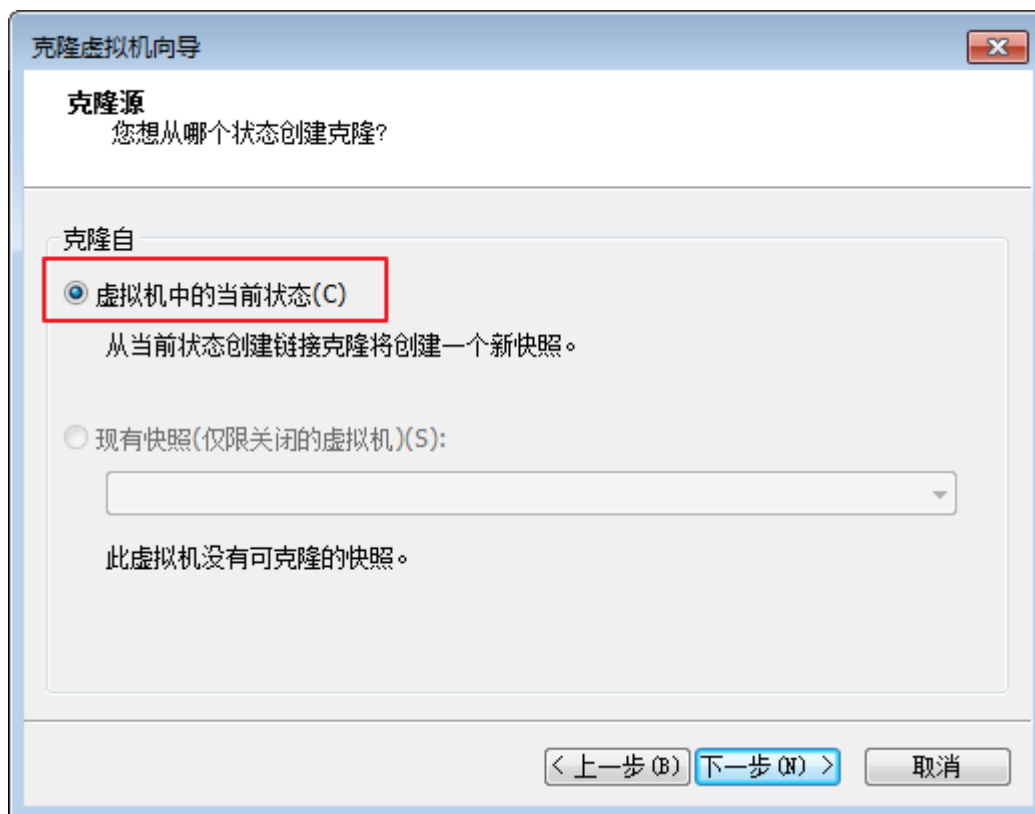 克隆虚拟机向导
克隆源
您想从哪个状态创建克隆?
克隆自
虚拟机中的当前状态(C)
从当前状态创建链接克隆将创建一个新快照。
现有快照(仅限关闭的虚拟机)(S):
此虚拟机没有可克隆的快照。
< 上一步(B) 下一步(N) > 取消